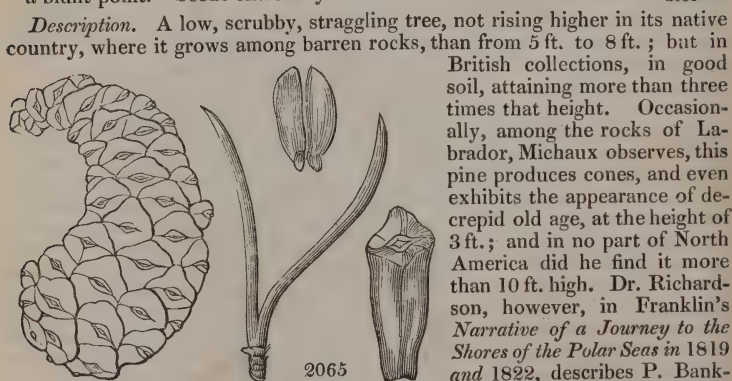 Description. A low, scrubby, straggling tree, not rising higher in its native
country, where it grows among barren rocks, than from 5 ft. to 8 ft. ; but in
British collections, in good
soil, attaining more than three
times that height. Occasion-
ally, among the rocks of La-
brador, Michaux observes, this
pine produces cones, and even
exhibits the appearance of de-
crepid old age, at the height of
3 ft. ; and in no part of North
America did he find it more
than 10 ft. high. Dr. Richard-
son, however, in Franklin's
Narrative of a Journey to the
Shores of the Polar Seas in 1819
and 1822, describes P. Bank-
2065